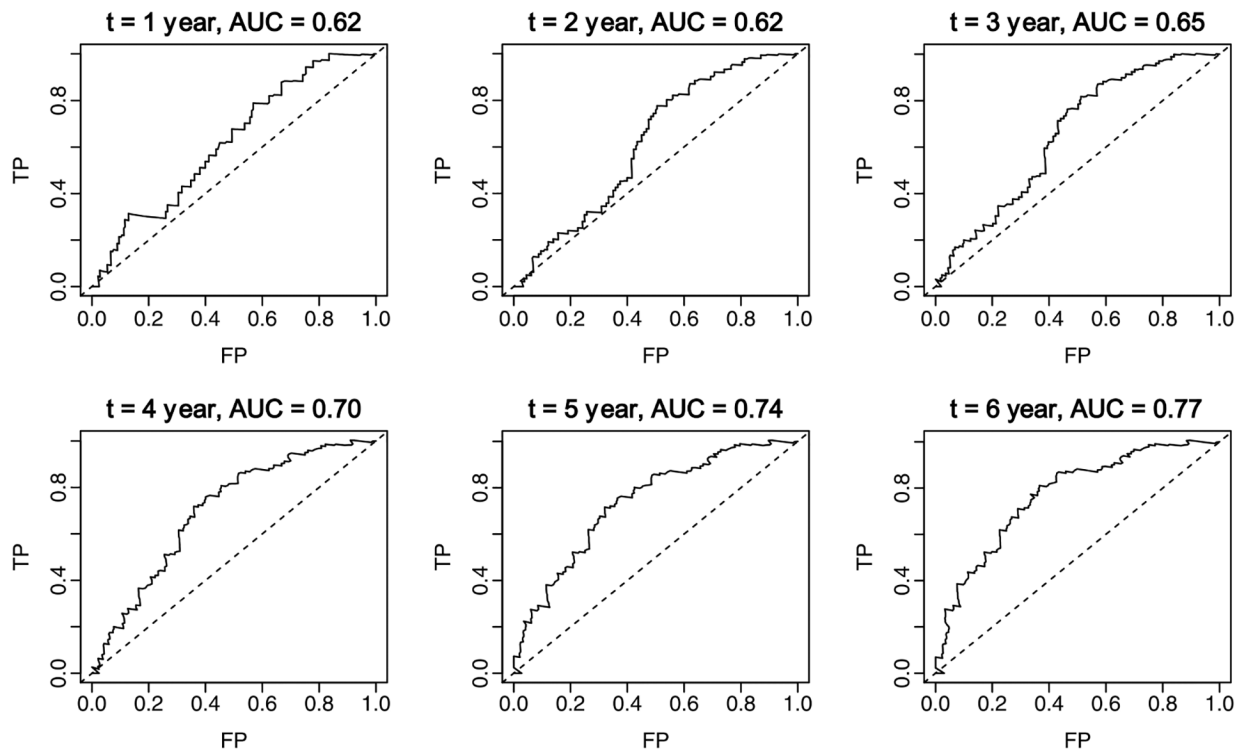 t = 1 year, AUC = 0.62
TP
0.0 0.4 0.8
0.0 0.2 0.4 0.6 0.8 1.0
FP
t = 2 year, AUC = 0.62
TP
0.0 0.4 0.8
0.0 0.2 0.4 0.6 0.8 1.0
FP
t = 3 year, AUC = 0.65
TP
0.0 0.4 0.8
0.0 0.2 0.4 0.6 0.8 1.0
FP
t = 4 year, AUC = 0.70
TP
0.0 0.4 0.8
0.0 0.2 0.4 0.6 0.8 1.0
FP
t = 5 year, AUC = 0.74
TP
0.0 0.4 0.8
0.0 0.2 0.4 0.6 0.8 1.0
FP
t = 6 year, AUC = 0.77
TP
0.0 0.4 0.8
0.0 0.2 0.4 0.6 0.8 1.0
FP